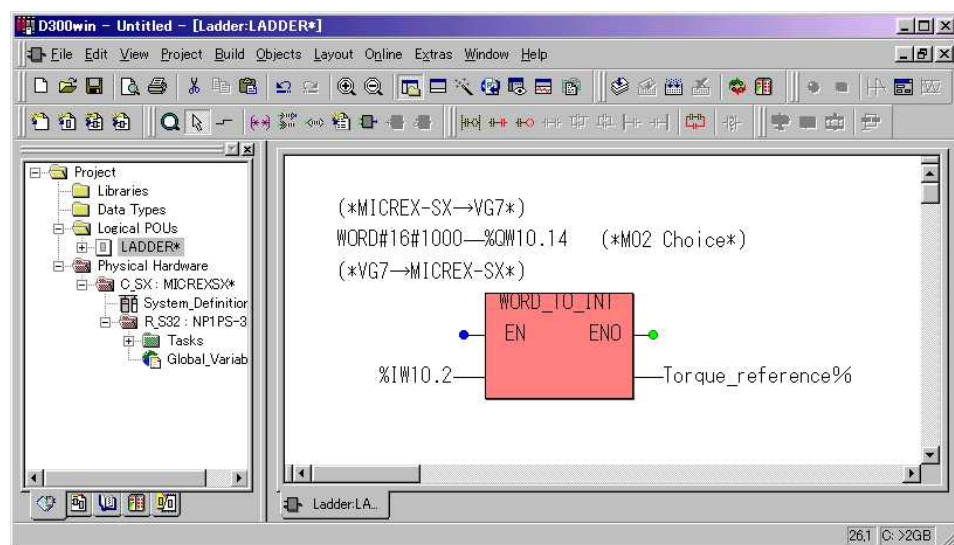 D300win - Untitled - [Ladder:LADDER*]
File Edit View Project Build Objects Layout Online Extras Window Help
Project
Libraries
Data Types
Logical POUs
LADDER*
Physical Hardware
C_SX : MICREXSX*
System_Definition
R_S32 : NP1PS-3
Tasks
Global_Variab
(*MICREX-SX→VG7*)
WORD#16#1000—%QW10.14 (*MO2 Choice*)
(*VG7→MICREX-SX*)
WORD_TO_INT
EN ENO
%IW10.2 Torque_reference%
Ladder:LA...
26,1 C: >2GB